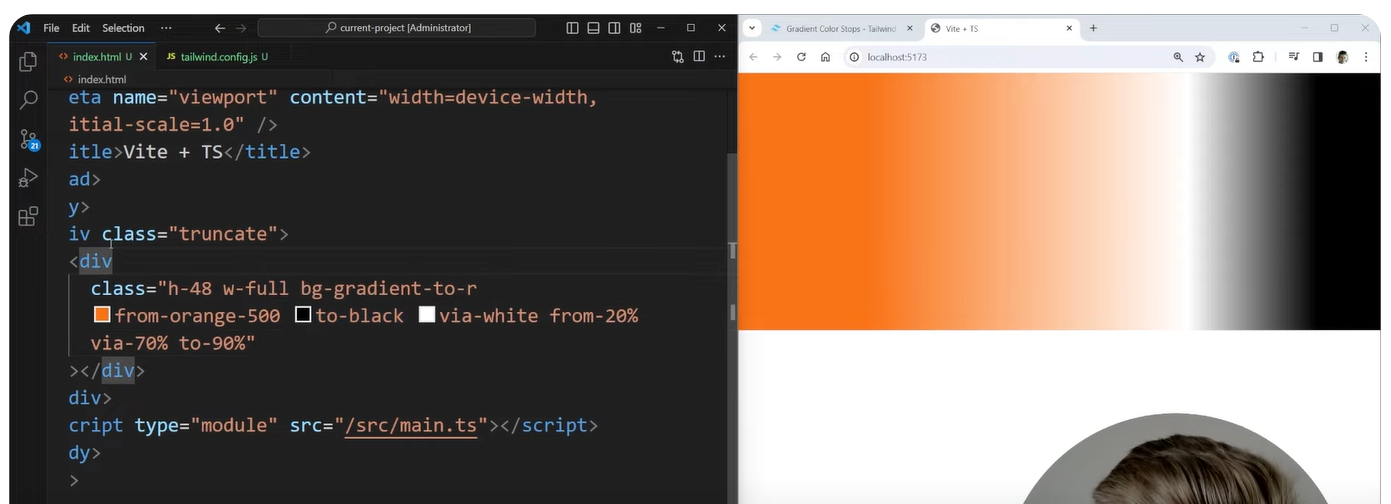 File Edit Selection ··· current-project [Administrator]
index.html U
tailwind.config.js U
index.html
eta name="viewport" content="width=device-width,
itial-scale=1.0" />
itle>Vite + TS</title>
ad>
y>
iv class="truncate">
<div
class="h-48 w-full bg-gradient-to-r
from-orange-500 to-black via-white from-20%
via-70% to-90%"
></div>
div>
cript type="module" src="/src/main.ts"></script>
dy>
>
21
Gradient Color Stops - Tailwind
Vite + TS
localhost:5173